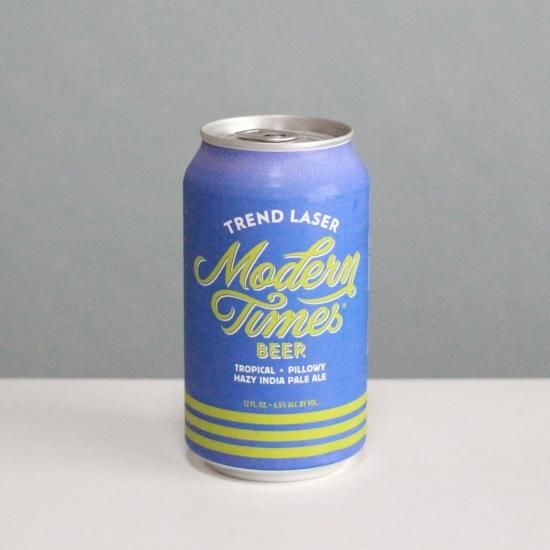 TREND LASER
Modern
Times®
BEER
TROPICAL • PILLOWY
HAZY INDIA PALE ALE
12 FL. OZ. • 6.5% ALC. BY VOL.